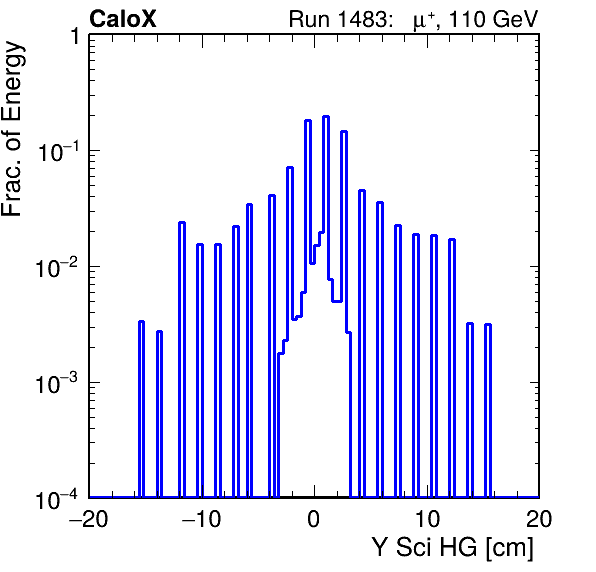 CaloX Run 1483: μ⁺, 110 GeV
Frac. of Energy
1
10⁻¹
10⁻²
10⁻³
10⁻⁴
−20 −10 0 10 20
Y Sci HG [cm]